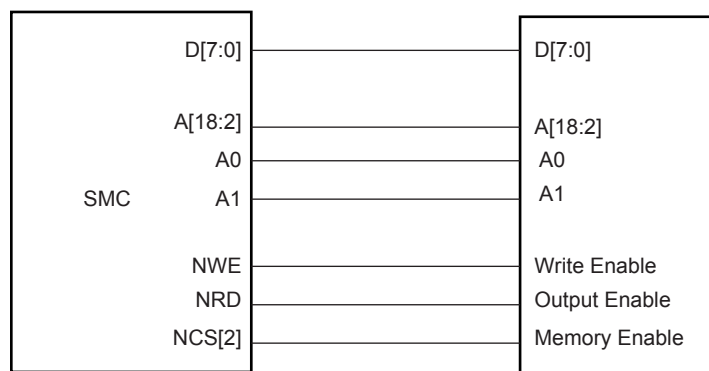 D[7:0] D[7:0]
A[18:2] A[18:2]
A0 A0
SMC A1 A1
NWE Write Enable
NRD Output Enable
NCS[2] Memory Enable